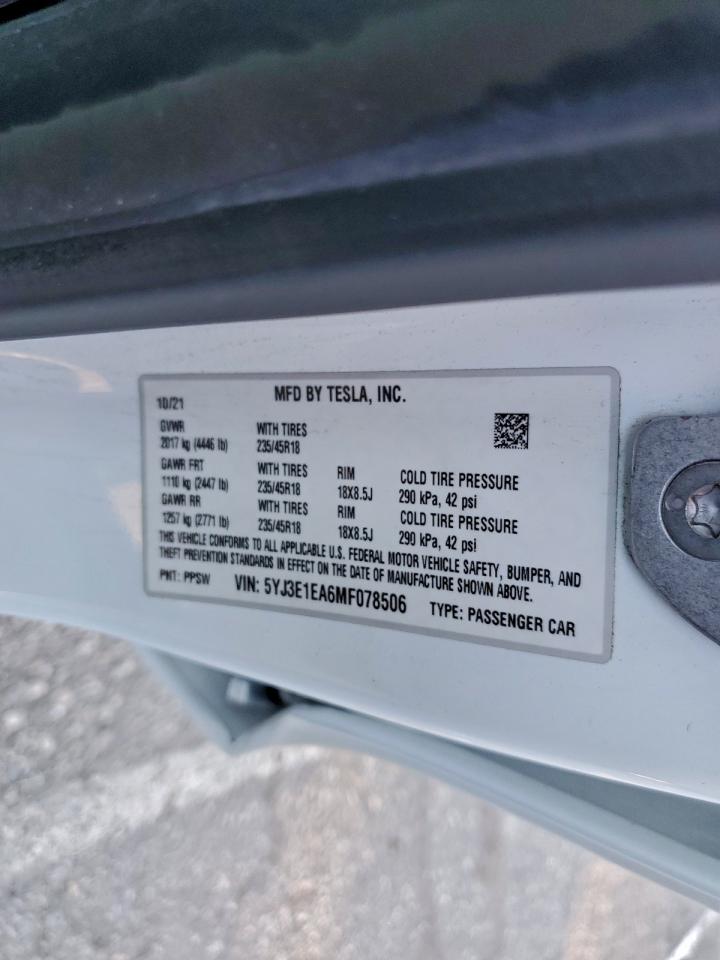 MFD BY TESLA, INC.
10/21
GVWR
2017 kg (4446 lb)
WITH TIRES
235/45R18
GAWR FRT
1110 kg (2447 lb)
WITH TIRES
235/45R18
RIM
18X8.5J
COLD TIRE PRESSURE
290 kPa, 42 psi
GAWR RR
1257 kg (2771 lb)
WITH TIRES
235/45R18
RIM
18X8.5J
COLD TIRE PRESSURE
290 kPa, 42 psi
THIS VEHICLE CONFORMS TO ALL APPLICABLE U.S. FEDERAL MOTOR VEHICLE SAFETY, BUMPER, AND
THEFT PREVENTION STANDARDS IN EFFECT ON THE DATE OF MANUFACTURE SHOWN ABOVE.
PNT: PPSW
VIN: 5YJ3E1EA6MF078506
TYPE: PASSENGER CAR